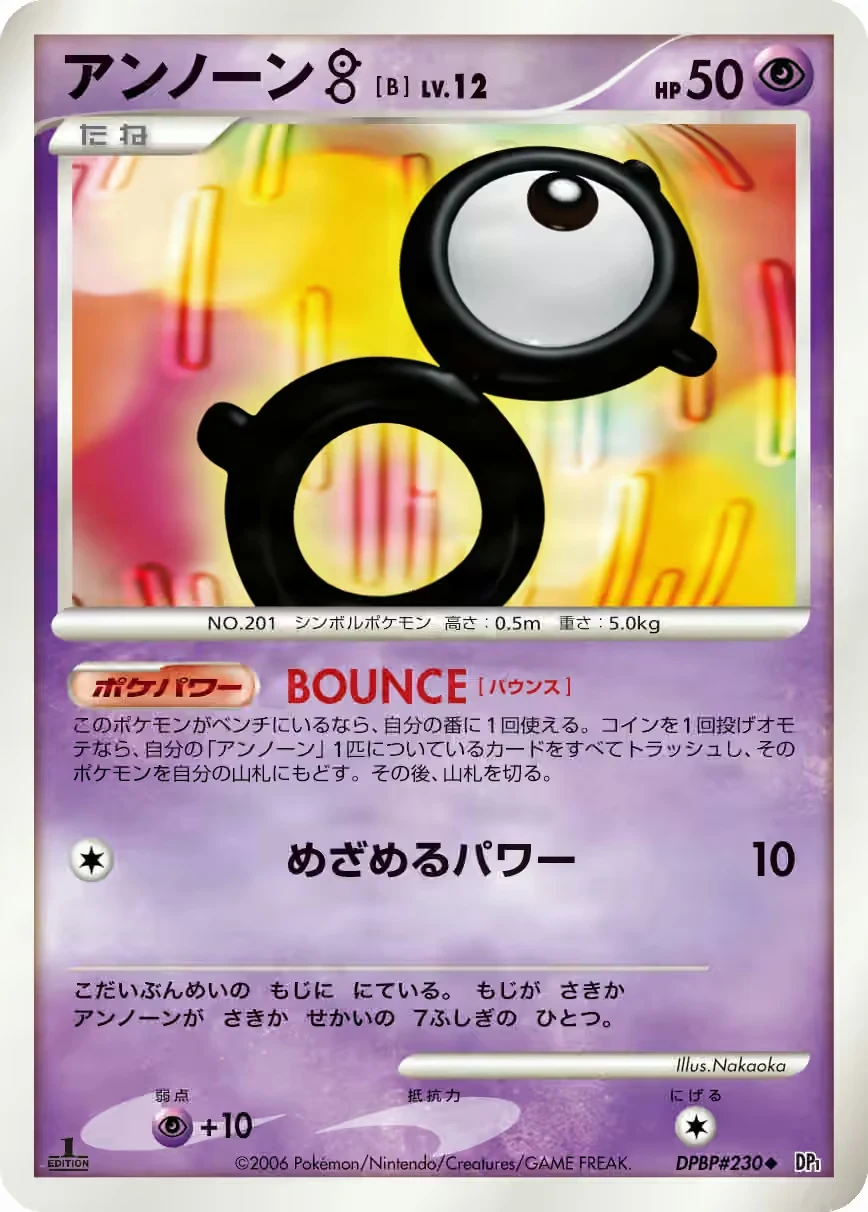 アンノーン [B] LV.12 HP 50
たね
NO.201 シンボルポケモン 高さ:0.5m 重さ:5.0kg
ポケパワー BOUNCE [バウンス]
このポケモンがベンチにいるなら、自分の番に1回使える。コインを1回投げオモ
テなら、自分の「アンノーン」1匹についているカードをすべてトラッシュし、その
ポケモンを自分の山札にもどす。その後、山札を切る。
めざめるパワー 10
こだいぶんめいの もじに にている。 もじが さきか
アンノーンが さきか せかいの 7ふしぎの ひとつ。
Illus.Nakaoka
弱点 抵抗力 にげる
+10
1 EDITION ©2006 Pokémon/Nintendo/Creatures/GAME FREAK. DPBP#230◆ DP1